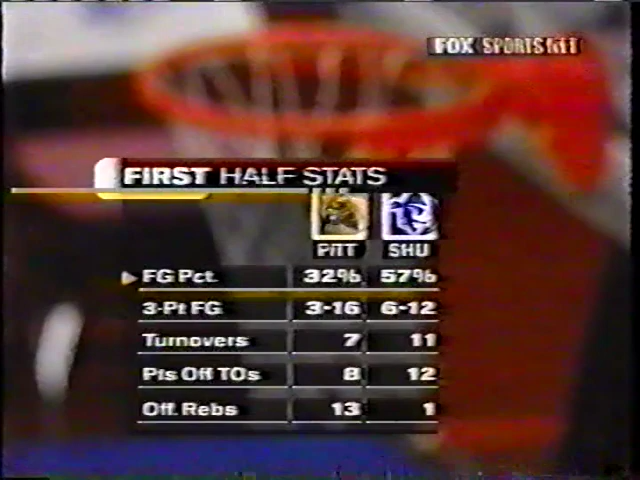 FOX SPORTS NET
FIRST HALF STATS
PITT SHU
FG Pct. 32% 57%
3-Pt FG 3-16 6-12
Turnovers 7 11
Pts Off TOs 8 12
Off. Rebs 13 1